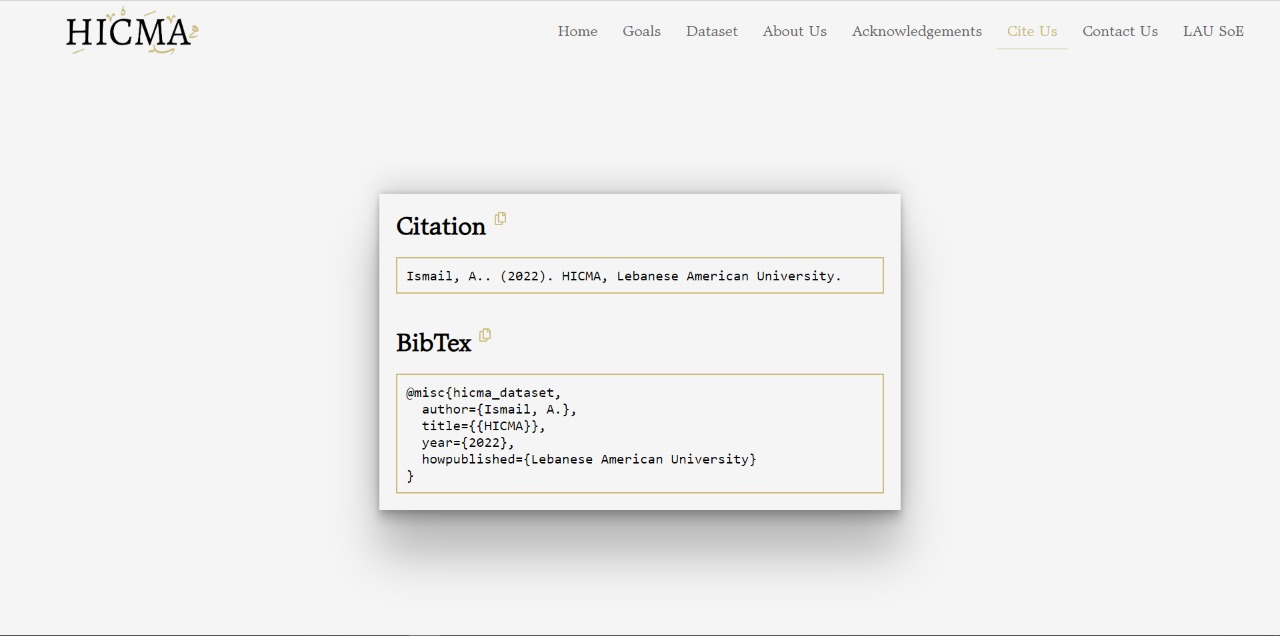 HICMA
Home Goals Dataset About Us Acknowledgements Cite Us Contact Us LAU SoE
Citation
Ismail, A.. (2022). HICMA, Lebanese American University.
BibTex
@misc{hicma_dataset,
  author={Ismail, A.},
  title={{HICMA}},
  year={2022},
  howpublished={Lebanese American University}
}